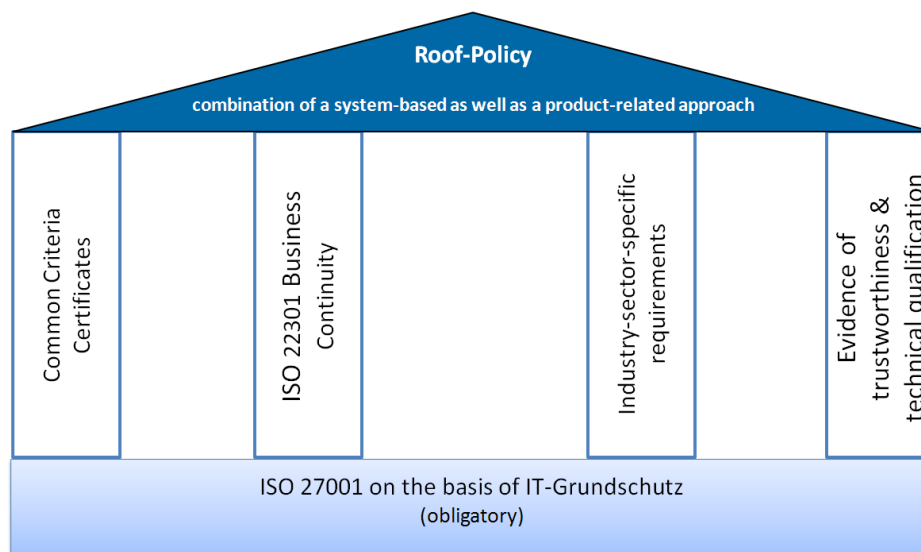 Roof-Policy
combination of a system-based as well as a product-related approach
Common Criteria
Certificates
ISO 22301 Business
Continuity
Industry-sector-specific
requirements
Evidence of
trustworthiness &
technical qualification
ISO 27001 on the basis of IT-Grundschutz
(obligatory)